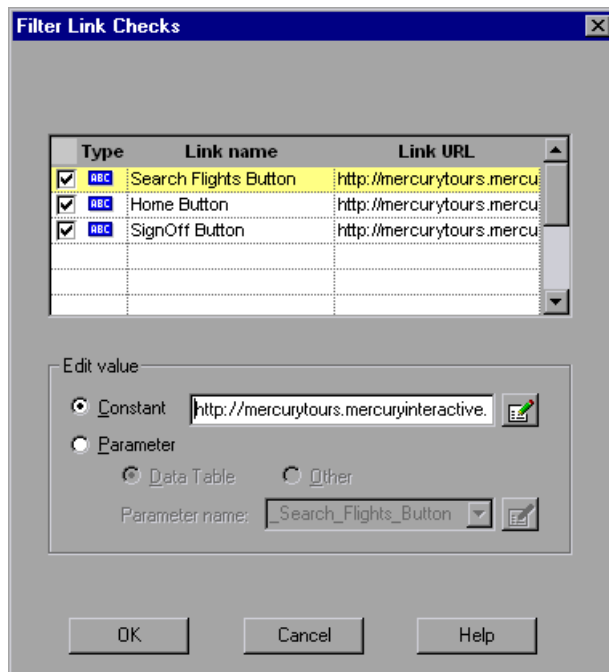 Filter Link Checks
Type Link name Link URL
ABC Search Flights Button http://mercurytours.mercu
ABC Home Button http://mercurytours.mercu
ABC SignOff Button http://mercurytours.mercu
Edit value
Constant http://mercurytours.mercuryinteractive.
Parameter
Data Table Other
Parameter name: _Search_Flights_Button
OK Cancel Help